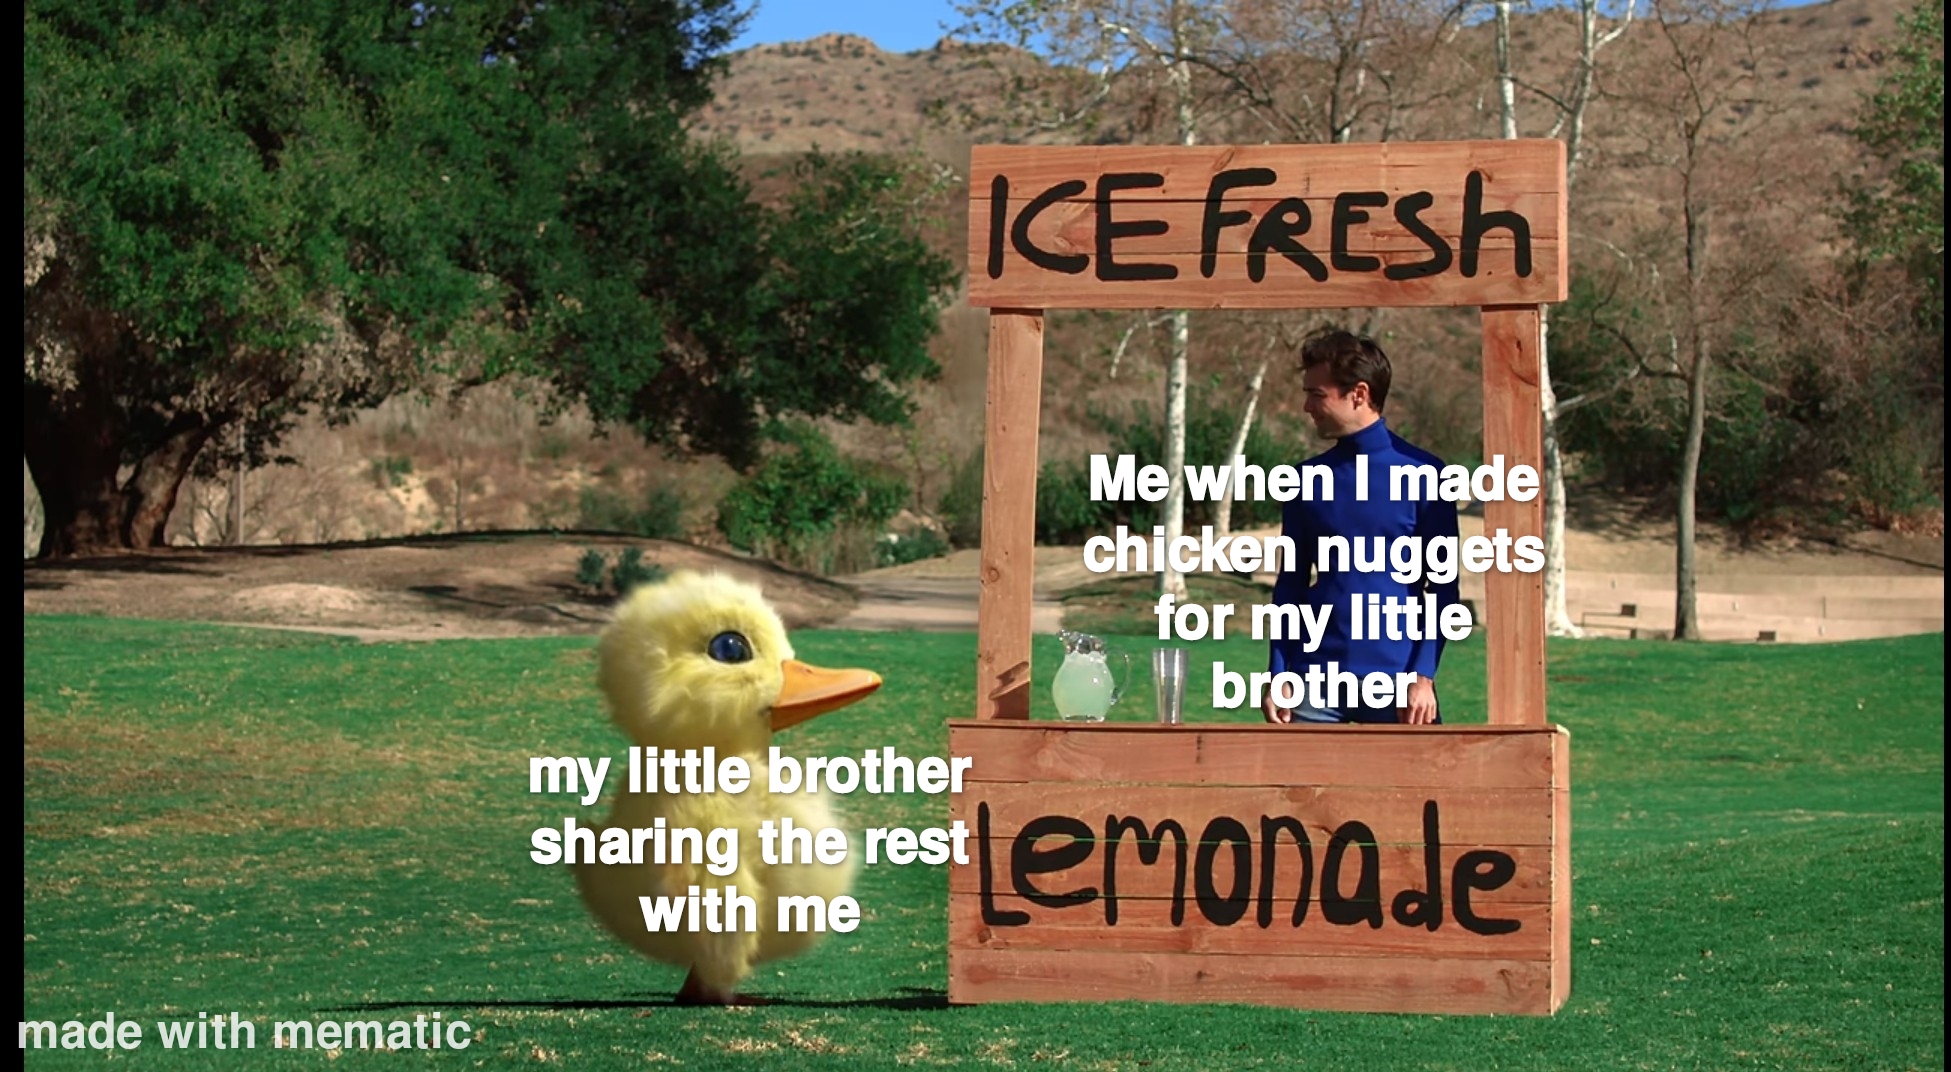 ICE FRESh
Me when I made
chicken nuggets
for my little
brother
my little brother
sharing the rest
with me
Lemonade
made with mematic